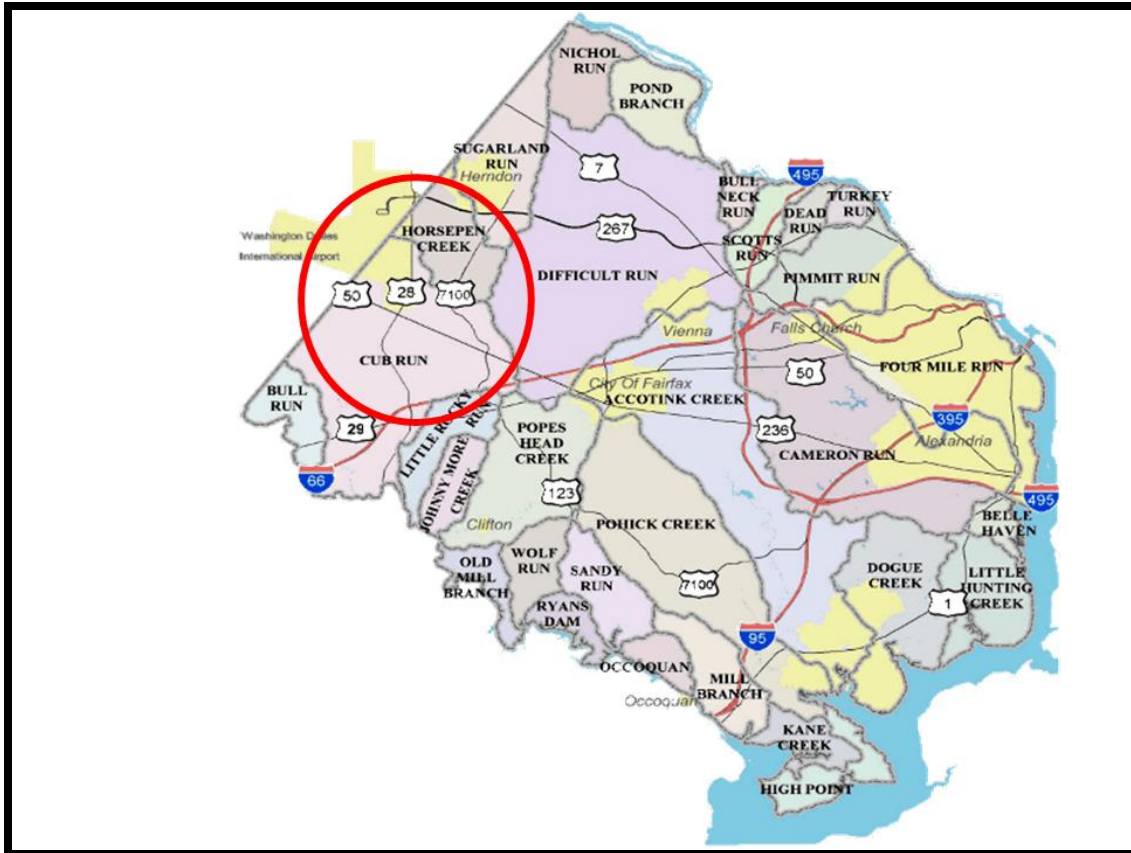 NICHOL
RUN
POND
BRANCH
SUGARLAND
RUN
Herndon
7
495
BULL
NECK
RUN
DEAD
RUN
TURKEY
RUN
SCOTTS
RUN
HORSEPEN
CREEK
267
Washington Dulles
International Airport
DIFFICULT RUN
PIMMIT RUN
50
28
7100
Vienna
Falls Church
CUB RUN
50
FOUR MILE RUN
City Of Fairfax
ACCOTINK CREEK
BULL
RUN
29
LITTLE ROCKY
RUN
POPES
HEAD
CREEK
236
395
Alexandria
CAMERON RUN
66
JOHNNY MORE
CREEK
123
495
Clifton
POHICK CREEK
BELLE
HAVEN
OLD
MILL
BRANCH
WOLF
RUN
SANDY
RUN
DOGUE
CREEK
LITTLE
HUNTING
CREEK
7100
1
RYANS
DAM
95
OCCOQUAN
MILL
BRANCH
Occoquan
KANE
CREEK
HIGH POINT